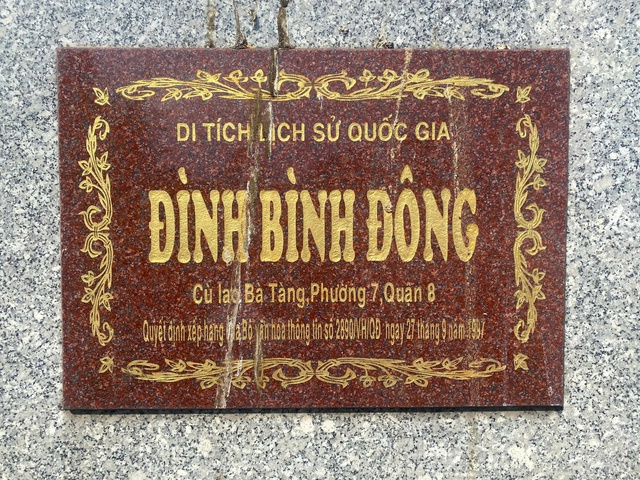 DI TÍCH LỊCH SỬ QUỐC GIA
ĐÌNH BÌNH ĐÔNG
Cù lao Bà Tàng,Phường 7,Quận 8
Quyết định xếp hạng của Bộ văn hóa thông tin số 2890/VH/QĐ ngày 27 tháng 9 năm 1997